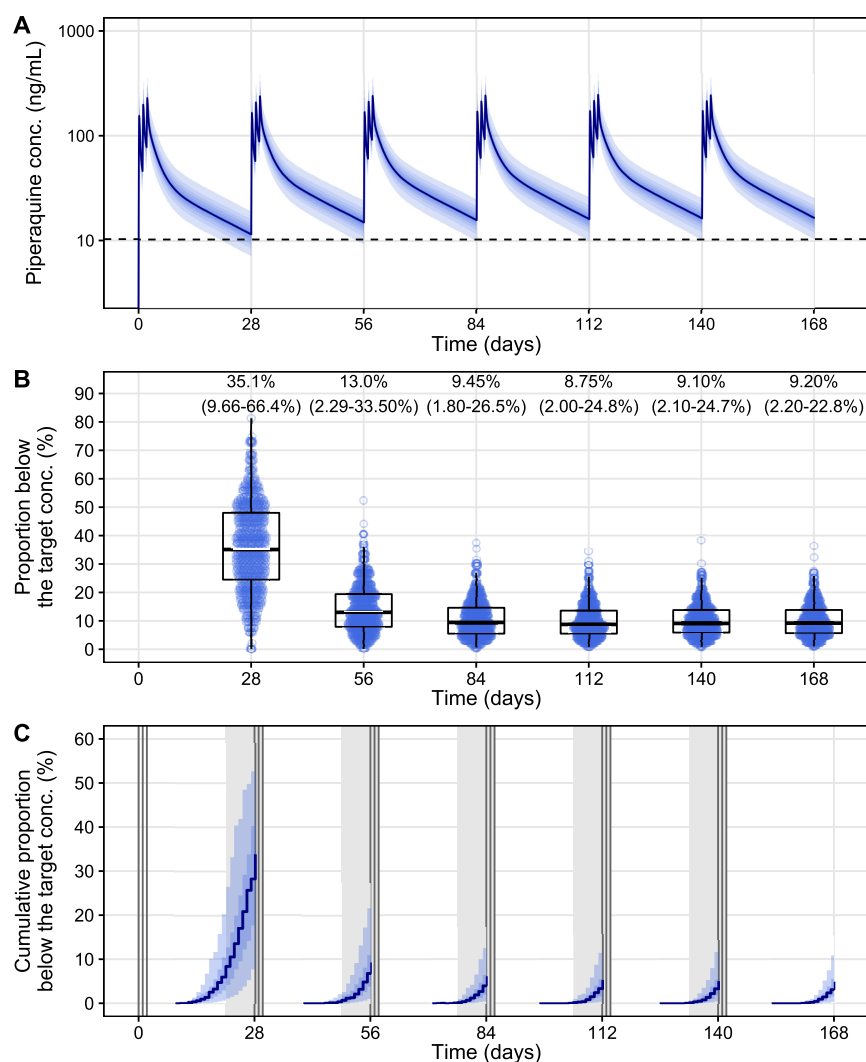 A
Piperaquine conc. (ng/mL)
1000
100
10
0 28 56 84 112 140 168
Time (days)
B
Proportion below
the target conc. (%)
35.1% 13.0% 9.45% 8.75% 9.10% 9.20%
(9.66-66.4%) (2.29-33.50%) (1.80-26.5%) (2.00-24.8%) (2.10-24.7%) (2.20-22.8%)
90
80
70
60
50
40
30
20
10
0
0 28 56 84 112 140 168
Time (days)
C
Cumulative proportion
below the target conc. (%)
60
50
40
30
20
10
0
0 28 56 84 112 140 168
Time (days)